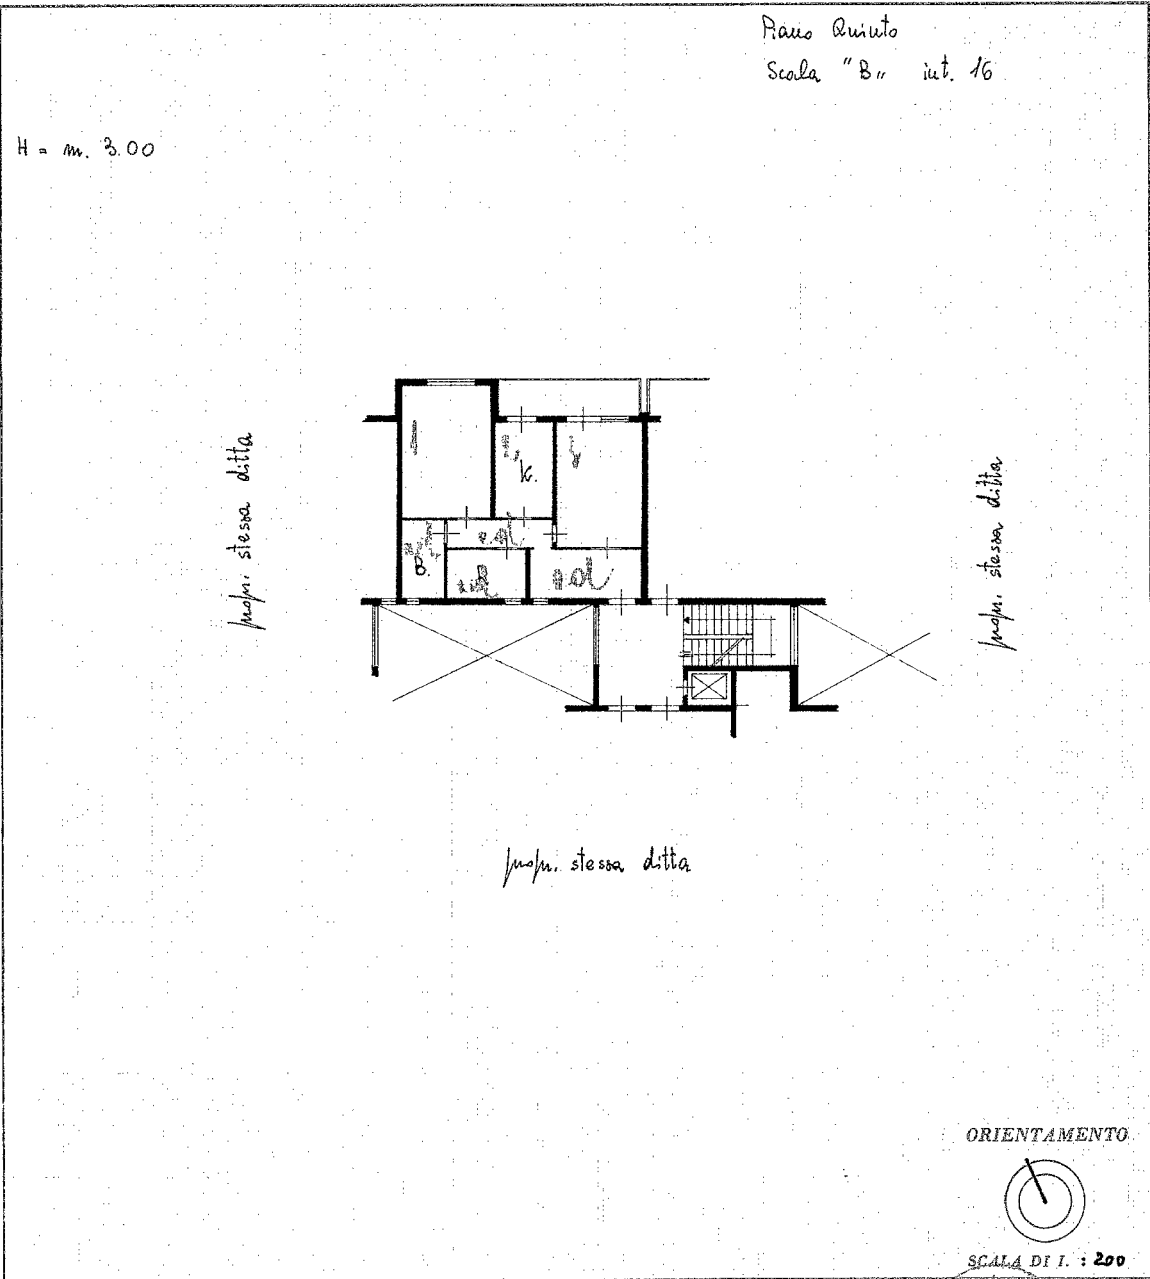 Piano Quinto
Scala "B" int. 16
H = m. 3.00
propr. stessa ditta
propr. stessa ditta
K.
B.
propr. stessa ditta
ORIENTAMENTO
SCALA DI 1. : 200